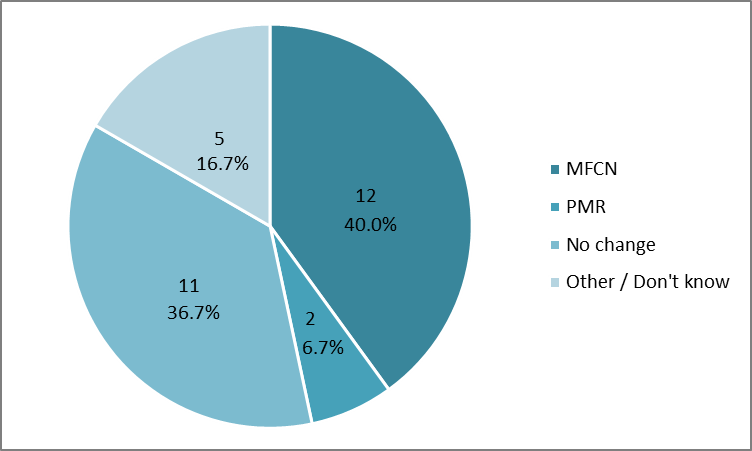 12
40.0%
2
6.7%
11
36.7%
5
16.7%
MFCN
PMR
No change
Other / Don't know